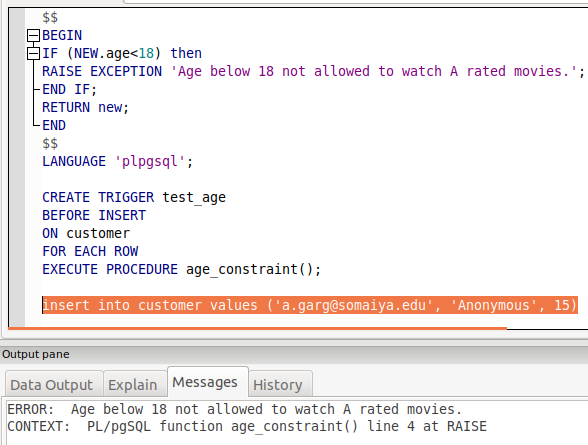 $$
BEGIN
IF (NEW.age<18) then
RAISE EXCEPTION 'Age below 18 not allowed to watch A rated movies.';
END IF;
RETURN new;
END
$$
LANGUAGE 'plpgsql';
CREATE TRIGGER test_age
BEFORE INSERT
ON customer
FOR EACH ROW
EXECUTE PROCEDURE age_constraint();
insert into customer values ('a.garg@somaiya.edu', 'Anonymous', 15)
Output pane
Data Output Explain Messages History
ERROR:  Age below 18 not allowed to watch A rated movies.
CONTEXT:  PL/pgSQL function age_constraint() line 4 at RAISE